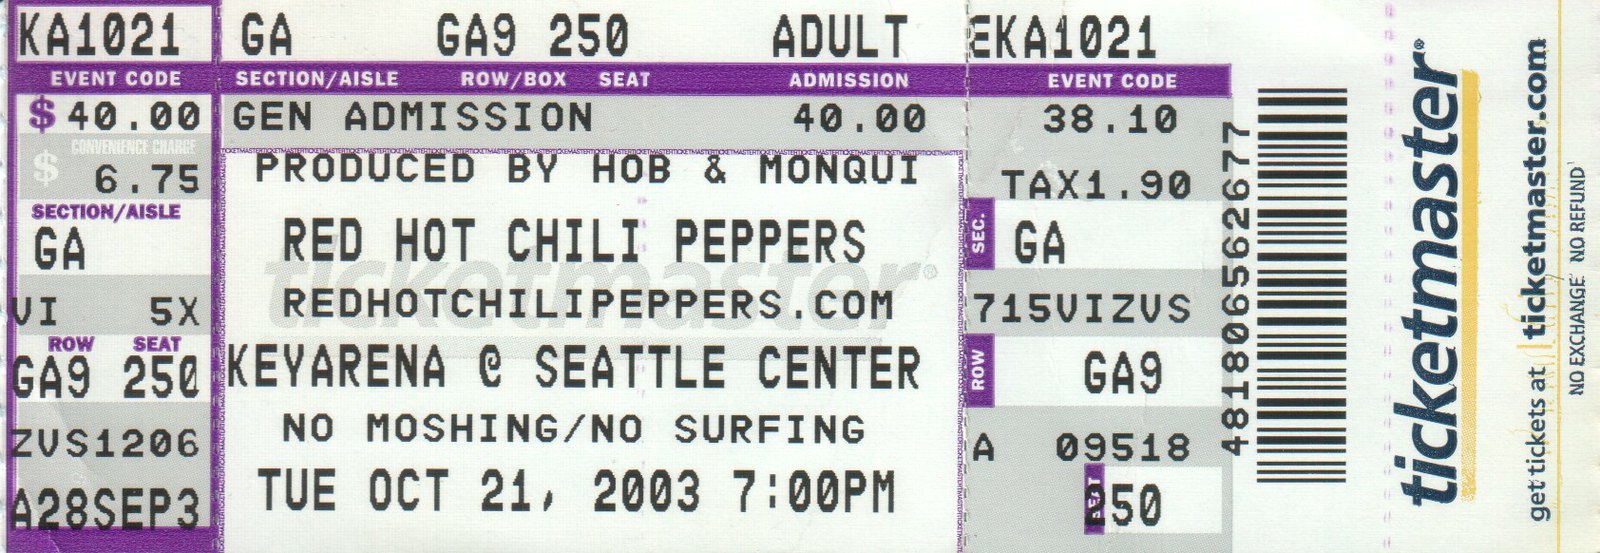 KA1021
EVENT CODE
$ 40.00
CONVENIENCE CHARGE
$ 6.75
SECTION/AISLE
GA
VI 5X
ROW SEAT
GA9 250
ZVS1206
A28SEP3
GA GA9 250 ADULT
SECTION/AISLE ROW/BOX SEAT ADMISSION
GEN ADMISSION 40.00
PRODUCED BY HOB & MONQUI
RED HOT CHILI PEPPERS
ticketmaster®
REDHOTCHILIPEPPERS.COM
KEYARENA @ SEATTLE CENTER
NO MOSHING/NO SURFING
TUE OCT 21, 2003 7:00PM
EKA1021
EVENT CODE
38.10
TAX1.90
SEC. GA
715VIZVS
ROW GA9
A 09518
SEAT 250
481806562677
ticketmaster®
get tickets at ticketmaster.com
NO EXCHANGE NO REFUND